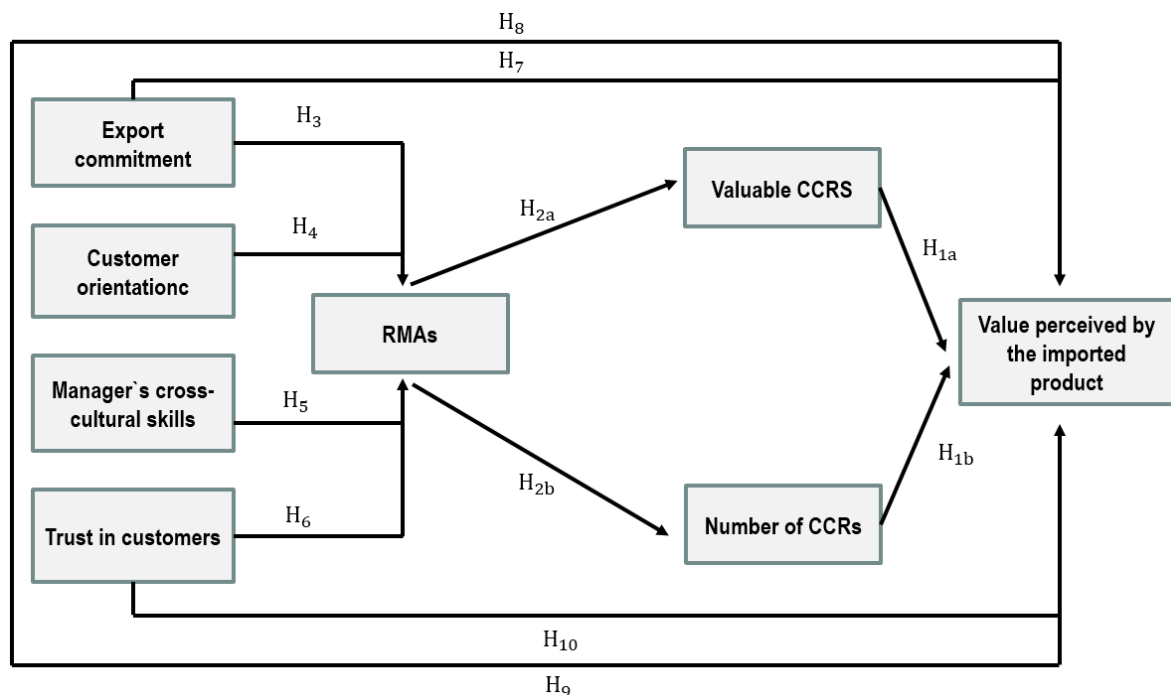 H₈
H₇
Export
commitment
H₃
Customer
orientationc
H₄
Manager`s cross-
cultural skills
H₅
Trust in customers
H₆
RMAs
H₂ₐ
H₂b
Valuable CCRS
Number of CCRs
H₁ₐ
H₁b
Value perceived by
the imported
product
H₁₀
H₉